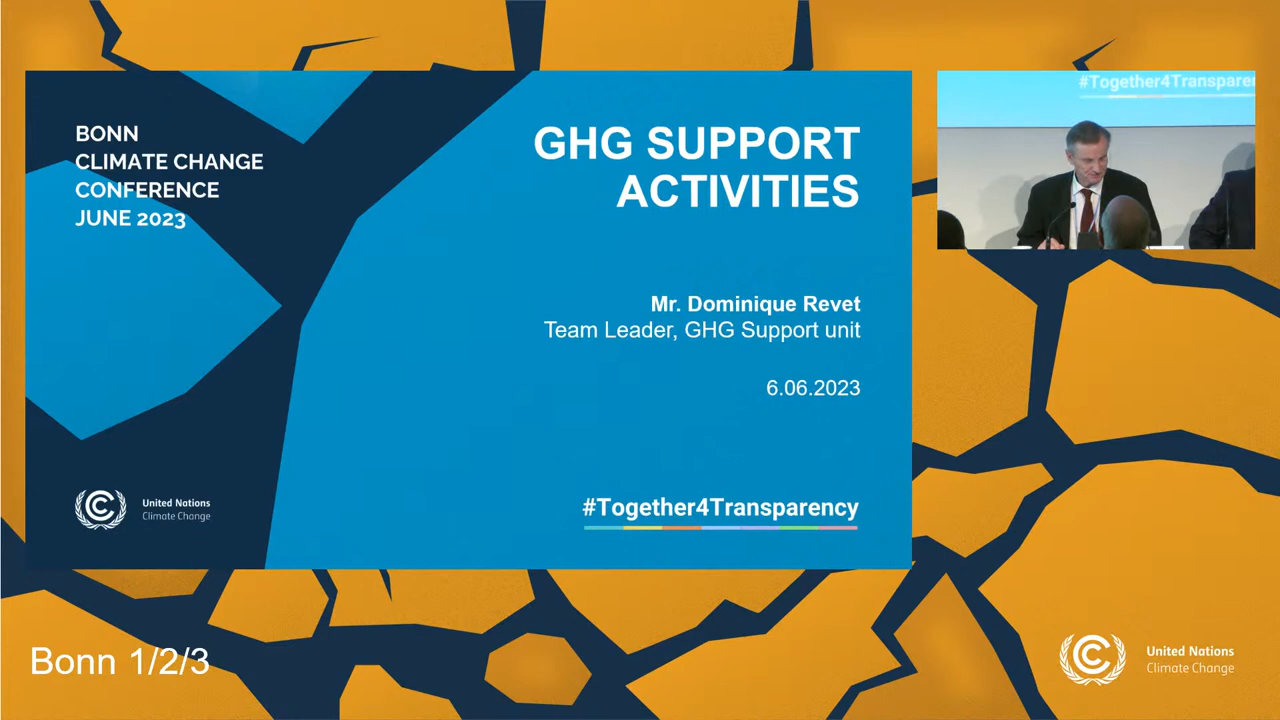 BONN
CLIMATE CHANGE
CONFERENCE
JUNE 2023
GHG SUPPORT
ACTIVITIES
Mr. Dominique Revet
Team Leader, GHG Support unit
6.06.2023
#Together4Transparency
United Nations
Climate Change
#Together4Transparen
Bonn 1/2/3
United Nations
Climate Change